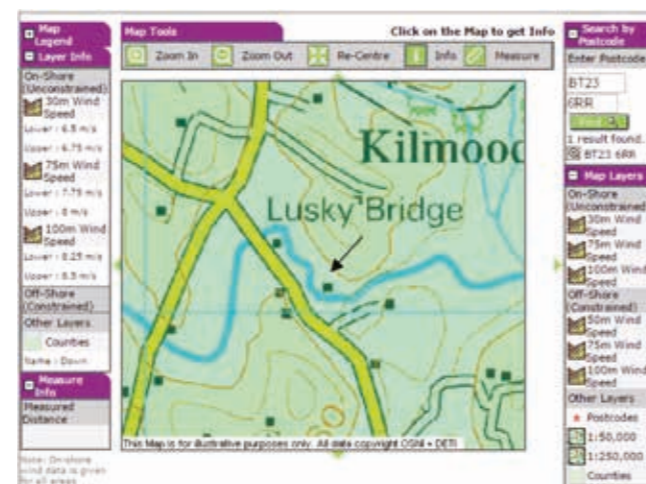 Map
Legend
Layer Info
On-Shore
(Unconstrained)
30m Wind
Speed
Lower : 6.5 m/s
Upper : 6.75 m/s
75m Wind
Speed
Lower : 7.75 m/s
Upper : 8 m/s
100m Wind
Speed
Lower : 8.25 m/s
Upper : 8.5 m/s
Off-Shore
(Constrained)
Other Layers
Counties
Name : Down
Measure
Info
Measured
Distance
Note: On-shore
wind data is given
for all areas
Map Tools
Click on the Map to get Info
Zoom In
Zoom Out
Re-Centre
Info
Measure
Kilmood
Lusky Bridge
This Map is for illustrative purposes only. All data copyright OSNI + DETI
Search by
Postcode
Enter Postcode
BT23
6RR
1 result found.
BT23 6RR
Map Layers
On-Shore
(Unconstrained
30m Wind
Speed
75m Wind
Speed
100m Wind
Speed
Off-Shore
(Constrained)
50m Wind
Speed
75m Wind
Speed
100m Wind
Speed
Other Layers
Postcodes
1:50,000
1:250,000
Counties